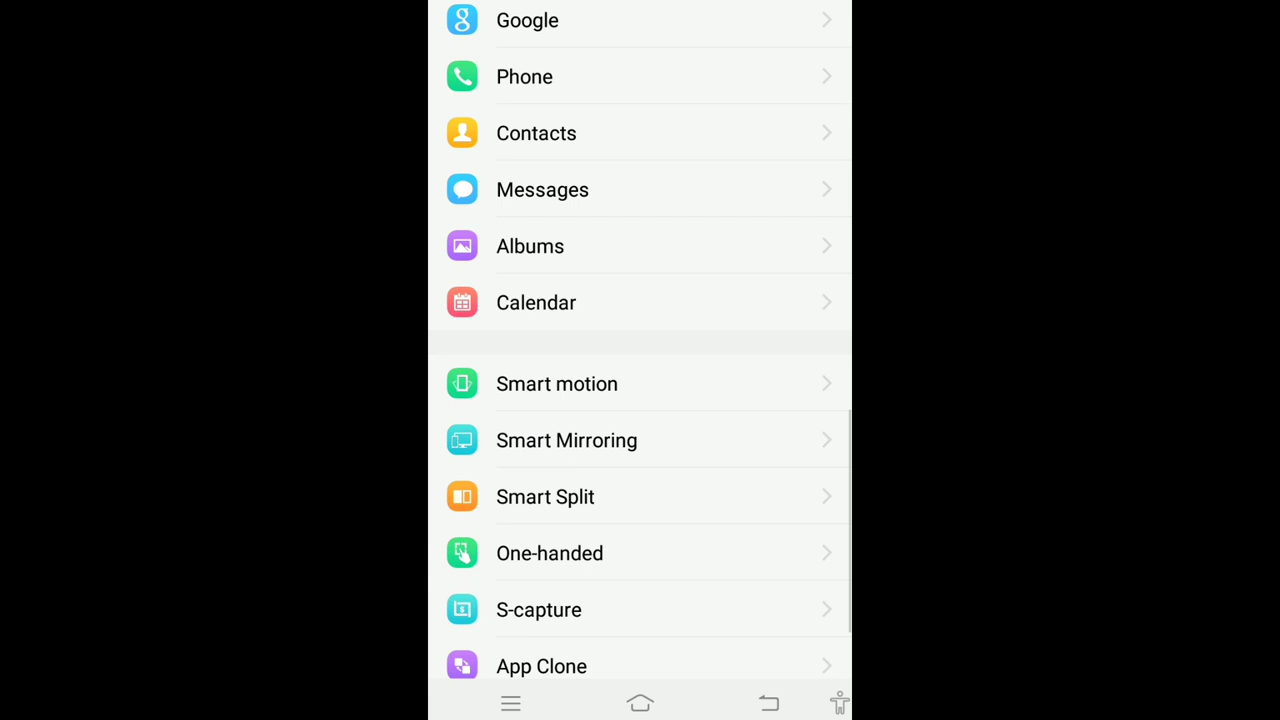 Google
Phone
Contacts
Messages
Albums
Calendar
Smart motion
Smart Mirroring
Smart Split
One-handed
S-capture
App Clone